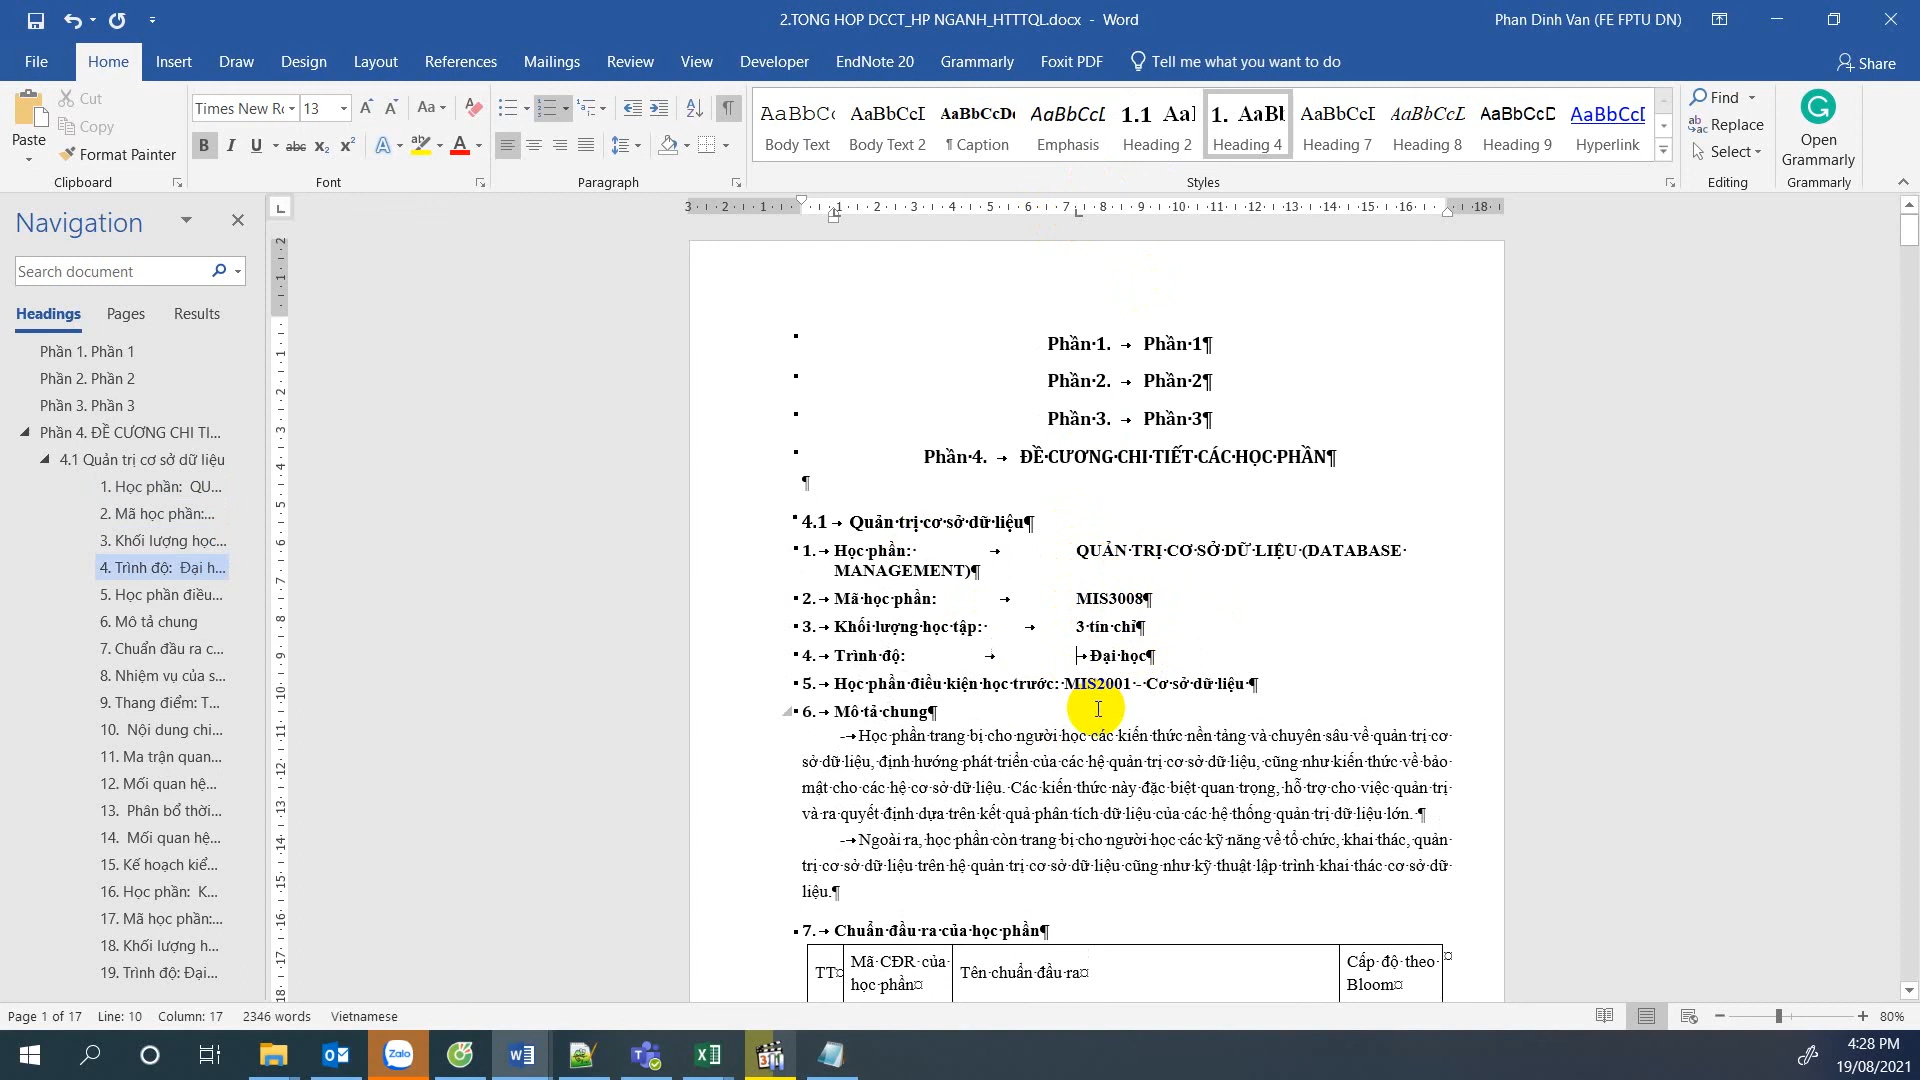 2.TONG HOP DCCT_HP NGANH_HTTTQL.docx - Word
Phan Dinh Van (FE FPTU DN)
File Home Insert Draw Design Layout References Mailings Review View Developer EndNote 20 Grammarly Foxit PDF Tell me what you want to do Share
Paste
Cut
Copy
Format Painter
Clipboard
Times New Ro 13
Font
Paragraph
AaBbCc AaBbCcI AaBbCcDc AaBbCcL 1.1 Aal 1. AaBb AaBbCcI AaBbCcL AaBbCcD AaBbCcL
Body Text Body Text 2 ¶ Caption Emphasis Heading 2 Heading 4 Heading 7 Heading 8 Heading 9 Hyperlink
Styles
Find
Replace
Select
Editing
Open Grammarly
Grammarly
Navigation
Search document
Headings Pages Results
Phần 1. Phần 1
Phần 2. Phần 2
Phần 3. Phần 3
Phần 4. ĐỀ CƯƠNG CHI TI...
4.1 Quản trị cơ sở dữ liệu
1. Học phần: QU...
2. Mã học phần:...
3. Khối lượng học...
4. Trình độ: Đại h...
5. Học phần điều...
6. Mô tả chung
7. Chuẩn đầu ra c...
8. Nhiệm vụ của s...
9. Thang điểm: T...
10. Nội dung chi...
11. Ma trận quan...
12. Mối quan hệ...
13. Phân bổ thời...
14. Mối quan hệ...
15. Kế hoạch kiể...
16. Học phần: K...
17. Mã học phần:...
18. Khối lượng h...
19. Trình độ: Đại...
Phần 1. Phần 1¶
Phần 2. Phần 2¶
Phần 3. Phần 3¶
Phần 4. ĐỀ CƯƠNG CHI TIẾT CÁC HỌC PHẦN¶
¶
4.1 Quản trị cơ sở dữ liệu¶
1. Học phần: QUẢN TRỊ CƠ SỞ DỮ LIỆU (DATABASE
MANAGEMENT)¶
2. Mã học phần: MIS3008¶
3. Khối lượng học tập: 3 tín chỉ¶
4. Trình độ: Đại học¶
5. Học phần điều kiện học trước: MIS2001 - Cơ sở dữ liệu ¶
6. Mô tả chung¶
- Học phần trang bị cho người học các kiến thức nền tảng và chuyên sâu về quản trị cơ
sở dữ liệu, định hướng phát triển của các hệ quản trị cơ sở dữ liệu, cũng như kiến thức về bảo
mật cho các hệ cơ sở dữ liệu. Các kiến thức này đặc biệt quan trọng, hỗ trợ cho việc quản trị
và ra quyết định dựa trên kết quả phân tích dữ liệu của các hệ thống quản trị dữ liệu lớn. ¶
- Ngoài ra, học phần còn trang bị cho người học các kỹ năng về tổ chức, khai thác, quản
trị cơ sở dữ liệu trên hệ quản trị cơ sở dữ liệu cũng như kỹ thuật lập trình khai thác cơ sở dữ
liệu.¶
7. Chuẩn đầu ra của học phần¶
TT¤
Mã CĐR của
học phần¤
Tên chuẩn đầu ra¤
Cấp độ theo
Bloom¤
Page 1 of 17 Line: 10 Column: 17 2346 words Vietnamese 80%
Zalo
4:28 PM
19/08/2021